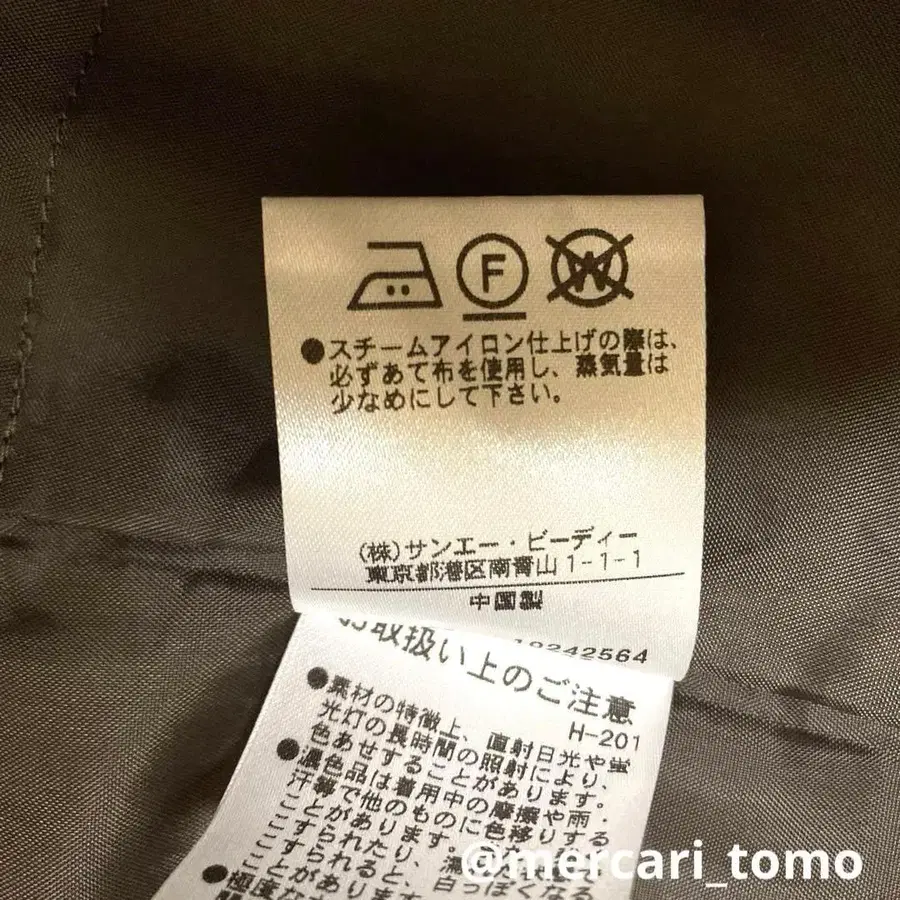 F W
●スチームアイロン仕上げの際は、
必ずあて布を使用し、蒸気量は
少なめにして下さい。
(株)サンエー・ビーディー
東京都港区南青山1-1-1
中国製
10242564
取扱い上のご注意
H-201
●素材の特徴上、直射日光や蛍
光灯の長時間の照射により、
色あせすることがあります。
●濃色品は着用中の摩擦や雨・
汗等で他のものに色移りする
ことがあります。
こすられたり、
こすられると、白っぽくなる
ことがあります
●極度な
@mercari_tomo